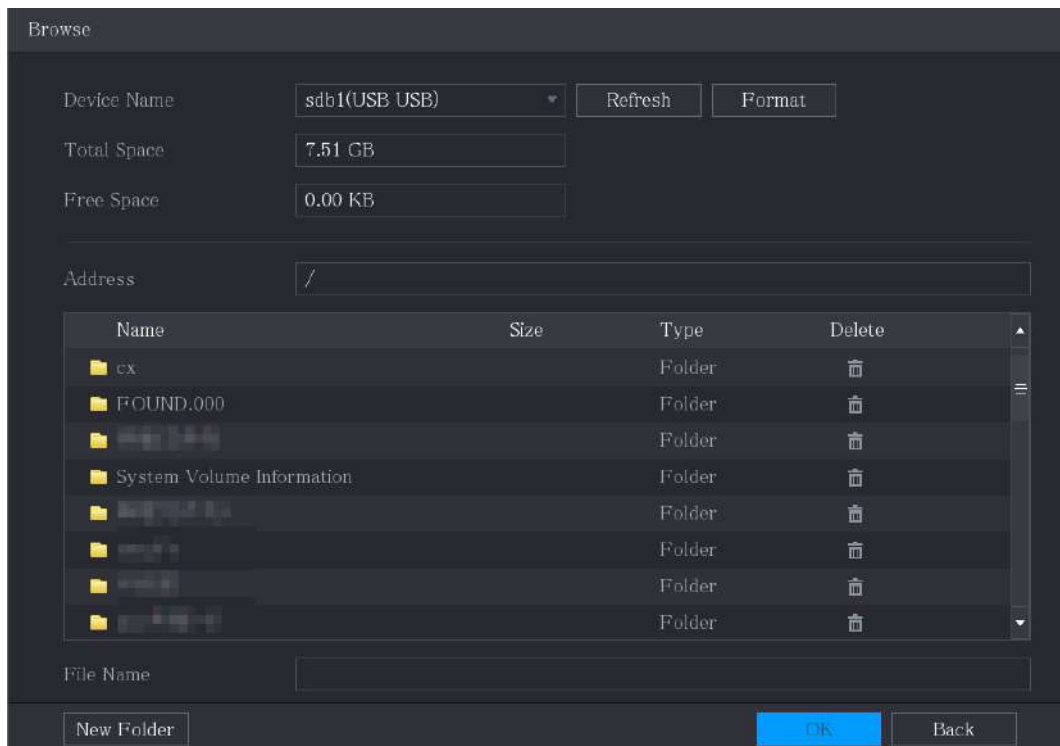 Browse
Device Name sdb1(USB USB) Refresh Format
Total Space 7.51 GB
Free Space 0.00 KB
Address /
Name Size Type Delete
cx Folder
FOUND.000 Folder
Folder
System Volume Information Folder
Folder
Folder
Folder
Folder
File Name
New Folder OK Back